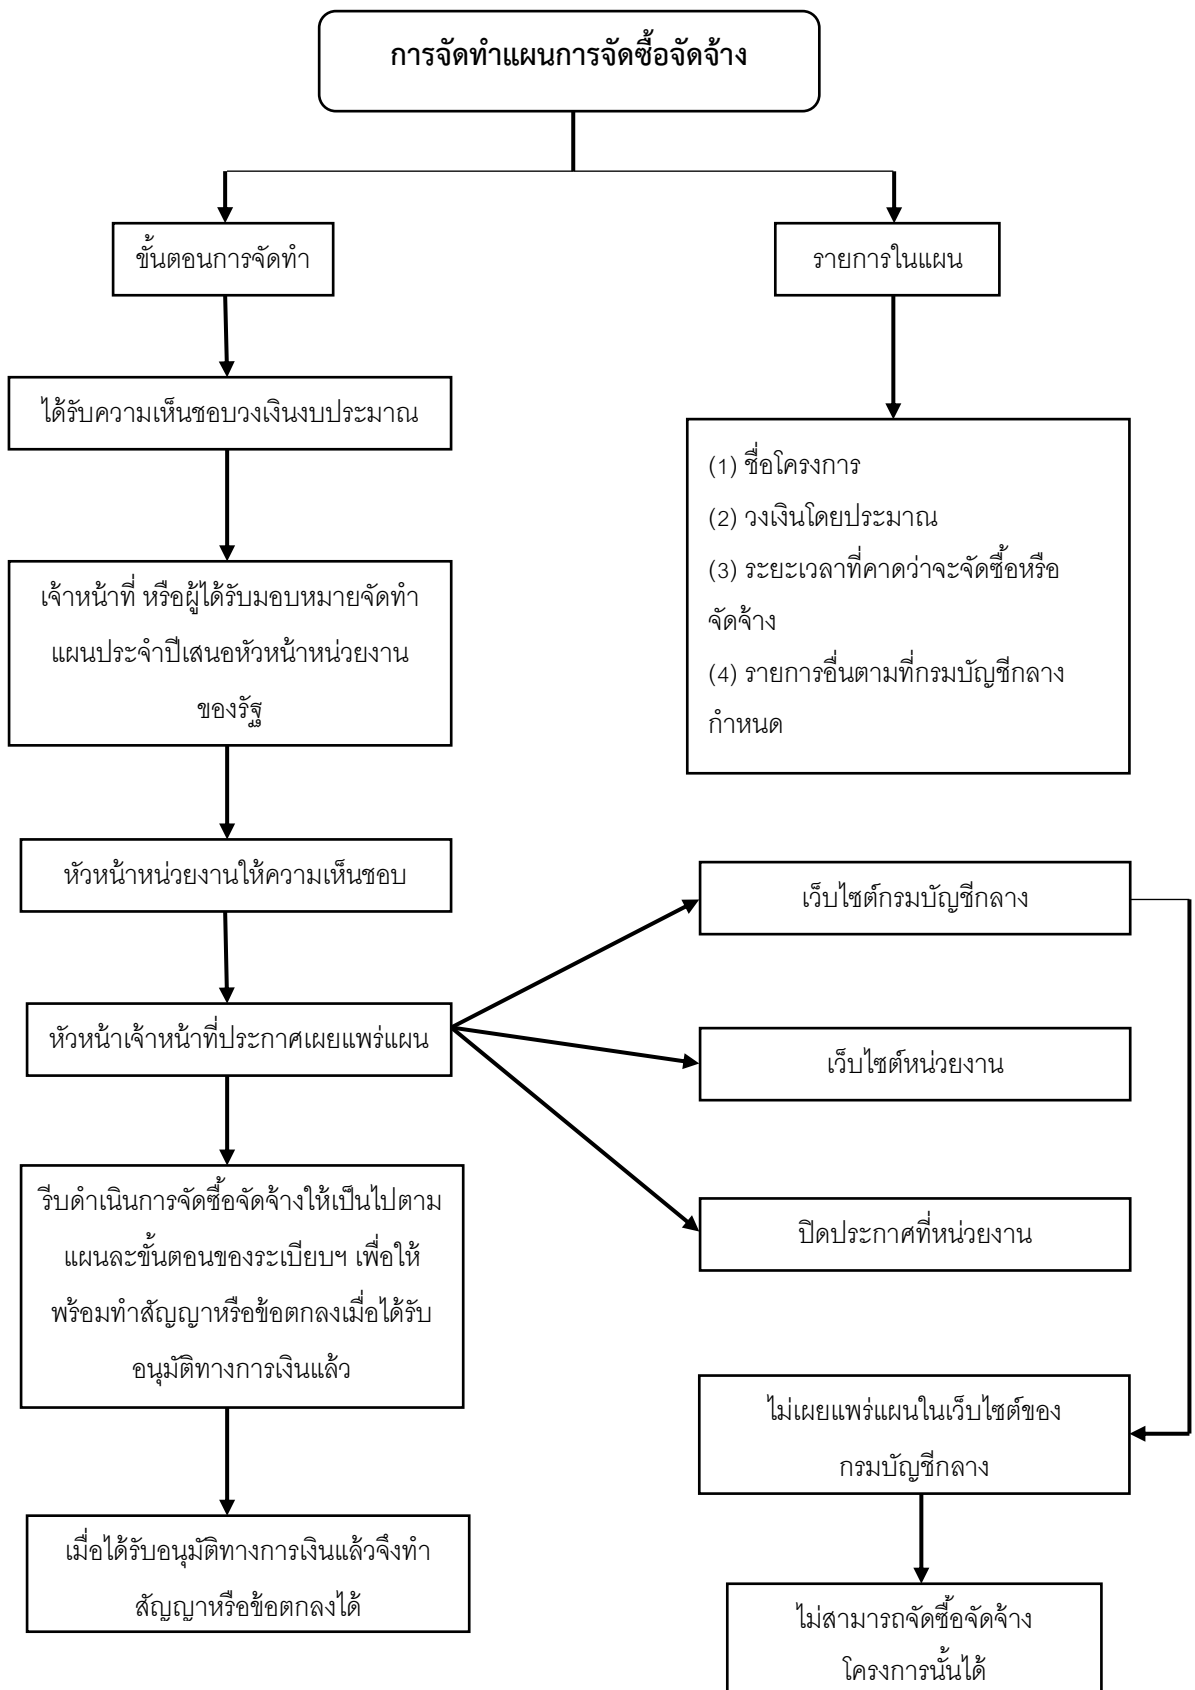 การจัดทำแผนการจัดซื้อจัดจ้าง
ขั้นตอนการจัดทำ
ได้รับความเห็นชอบวงเงินงบประมาณ
เจ้าหน้าที่ หรือผู้ได้รับมอบหมายจัดทำ
แผนประจำปีเสนอหัวหน้าหน่วยงาน
ของรัฐ
หัวหน้าหน่วยงานให้ความเห็นชอบ
หัวหน้าเจ้าหน้าที่ประกาศเผยแพร่แผน
รีบดำเนินการจัดซื้อจัดจ้างให้เป็นไปตาม
แผนละขั้นตอนของระเบียบฯ เพื่อให้
พร้อมทำสัญญาหรือข้อตกลงเมื่อได้รับ
อนุมัติทางการเงินแล้ว
เมื่อได้รับอนุมัติทางการเงินแล้วจึงทำ
สัญญาหรือข้อตกลงได้
รายการในแผน
(1) ชื่อโครงการ
(2) วงเงินโดยประมาณ
(3) ระยะเวลาที่คาดว่าจะจัดซื้อหรือ
จัดจ้าง
(4) รายการอื่นตามที่กรมบัญชีกลาง
กำหนด
เว็บไซต์กรมบัญชีกลาง
เว็บไซต์หน่วยงาน
ปิดประกาศที่หน่วยงาน
ไม่เผยแพร่แผนในเว็บไซต์ของ
กรมบัญชีกลาง
ไม่สามารถจัดซื้อจัดจ้าง
โครงการนั้นได้